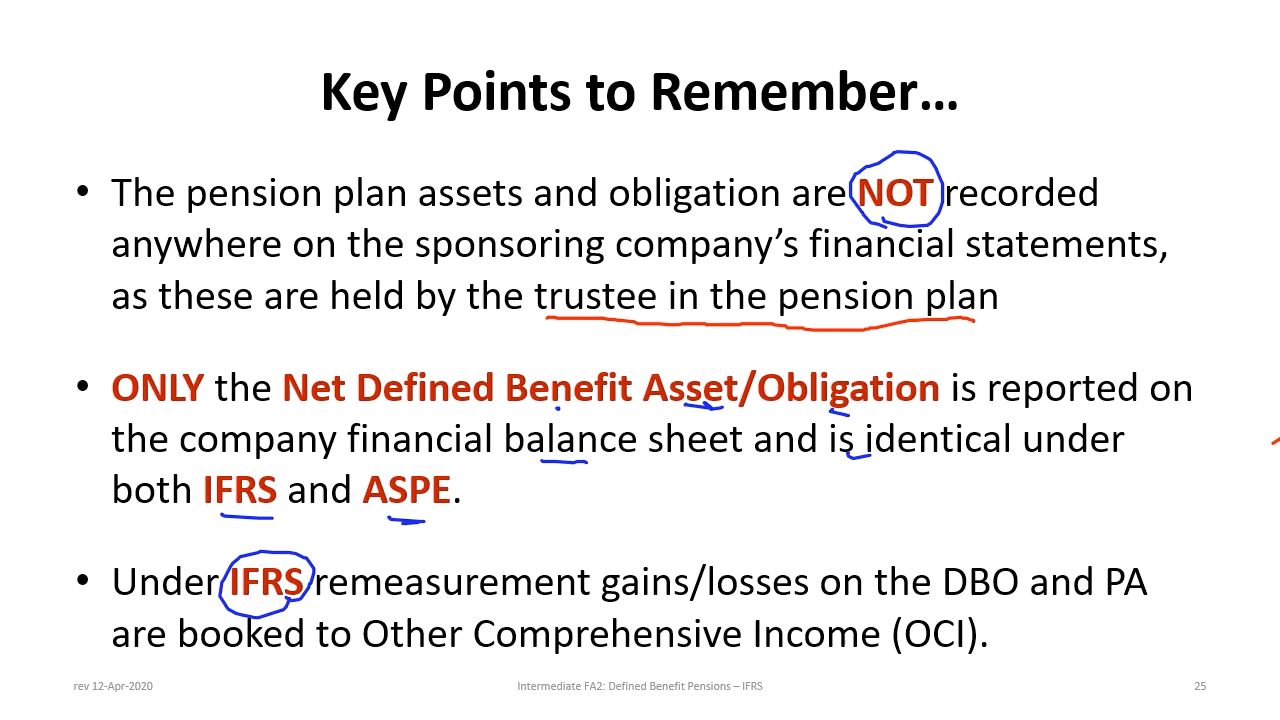 Key Points to Remember…
• The pension plan assets and obligation are NOT recorded
anywhere on the sponsoring company’s financial statements,
as these are held by the trustee in the pension plan
• ONLY the Net Defined Benefit Asset/Obligation is reported on
the company financial balance sheet and is identical under
both IFRS and ASPE.
• Under IFRS remeasurement gains/losses on the DBO and PA
are booked to Other Comprehensive Income (OCI).
rev 12-Apr-2020 Intermediate FA2: Defined Benefit Pensions – IFRS 25